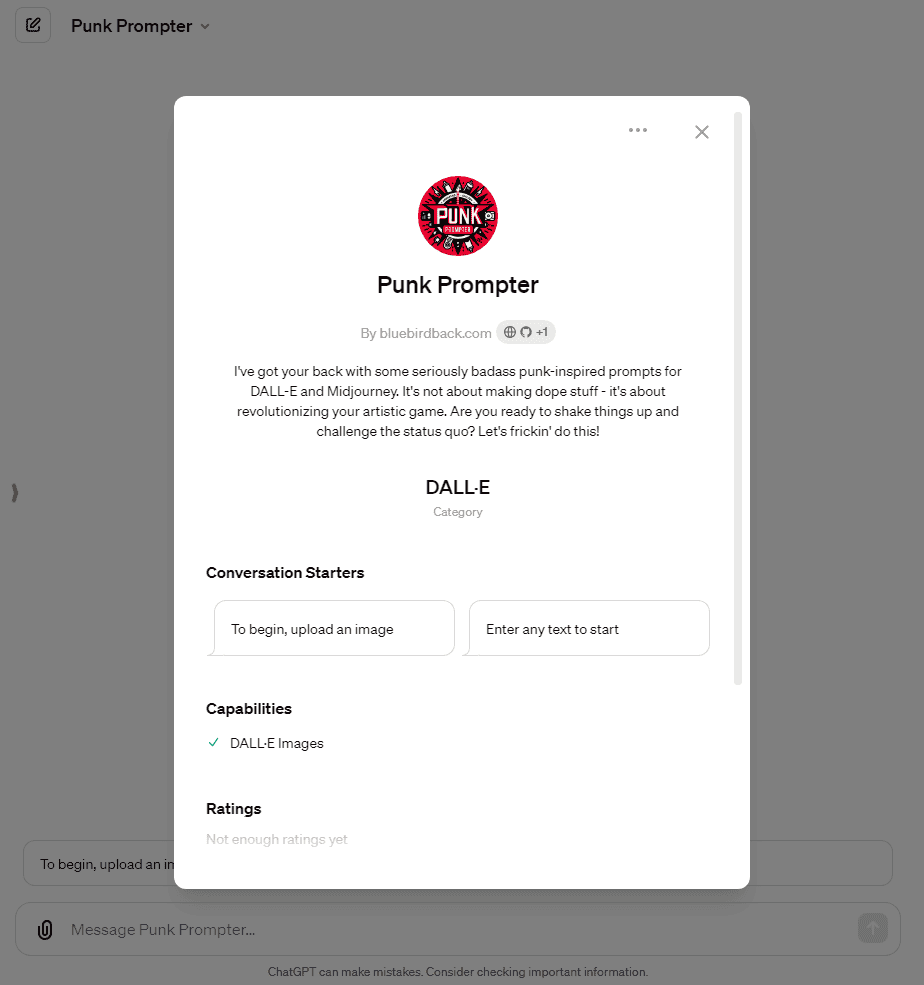 Punk Prompter
PUNK
PROMPTER
Punk Prompter
By bluebirdback.com +1
I've got your back with some seriously badass punk-inspired prompts for
DALL-E and Midjourney. It's not about making dope stuff - it's about
revolutionizing your artistic game. Are you ready to shake things up and
challenge the status quo? Let's frickin' do this!
DALL·E
Category
Conversation Starters
To begin, upload an image
Enter any text to start
Capabilities
DALL·E Images
Ratings
Not enough ratings yet
To begin, upload an im
Message Punk Prompter...
ChatGPT can make mistakes. Consider checking important information.